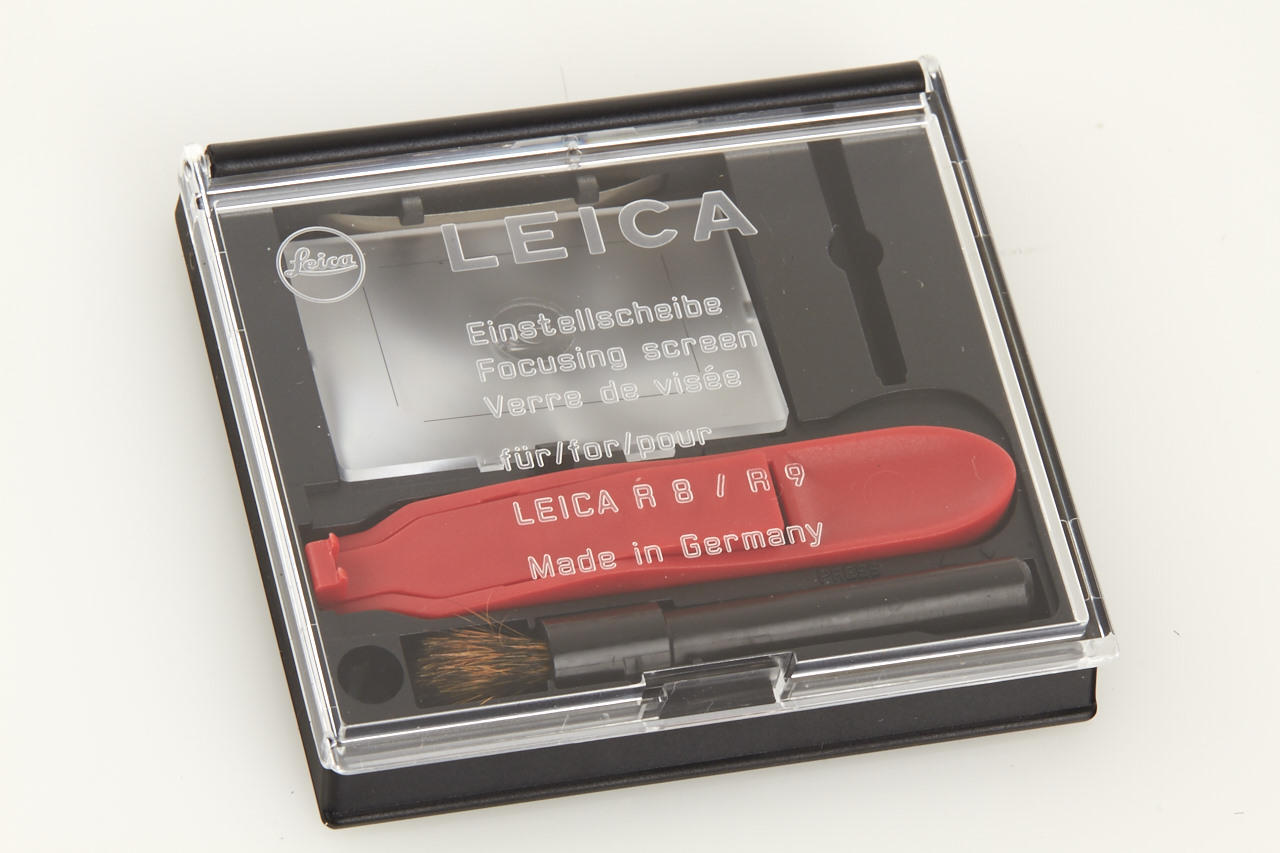 Leica
LEICA
Einstellscheibe
Focusing screen
Verre de visée
für/for/pour
LEICA R 8 / R 9
Made in Germany